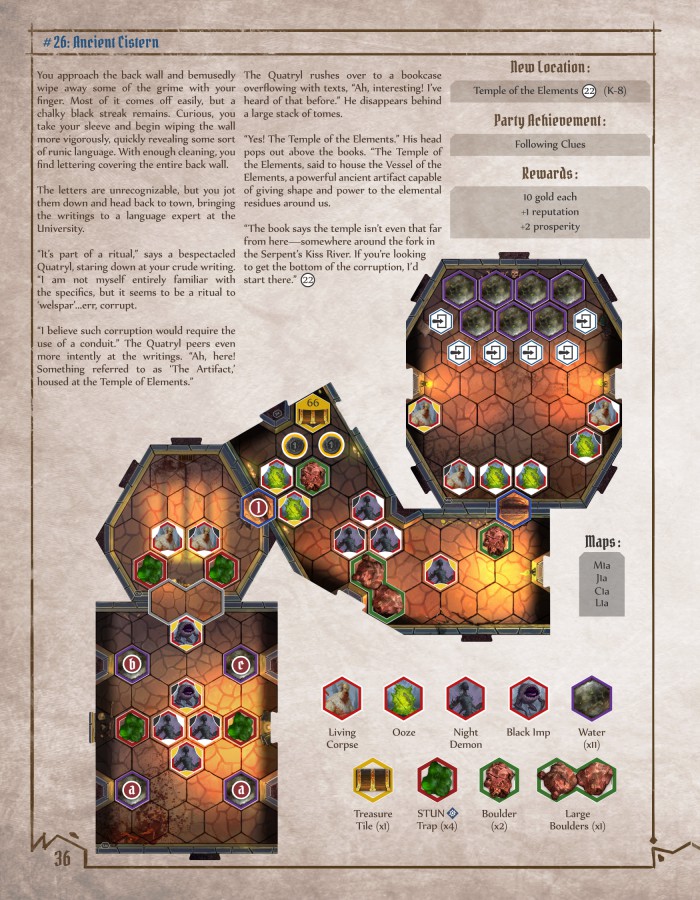 # 26: Ancient Cistern
You approach the back wall and bemusedly
wipe away some of the grime with your
finger. Most of it comes off easily, but a
chalky black streak remains. Curious, you
take your sleeve and begin wiping the wall
more vigorously, quickly revealing some sort
of runic language. With enough cleaning, you
find lettering covering the entire back wall.
The letters are unrecognizable, but you jot
them down and head back to town, bringing
the writings to a language expert at the
University.
“It’s part of a ritual,” says a bespectacled
Quatryl, staring down at your crude writing.
“I am not myself entirely familiar with
the specifics, but it seems to be a ritual to
‘welspar’...err, corrupt.
“I believe such corruption would require the
use of a conduit.” The Quatryl peers even
more intently at the writings. “Ah, here!
Something referred to as ‘The Artifact,’
housed at the Temple of Elements.”
The Quatryl rushes over to a bookcase
overflowing with texts, “Ah, interesting! I’ve
heard of that before.” He disappears behind
a large stack of tomes.
“Yes! The Temple of the Elements.” His head
pops out above the books. “The Temple of
the Elements, said to house the Vessel of the
Elements, a powerful ancient artifact capable
of giving shape and power to the elemental
residues around us.
“The book says the temple isn’t even that far
from here—somewhere around the fork in
the Serpent’s Kiss River. If you’re looking
to get the bottom of the corruption, I’d
start there.” 22
New Location:
Temple of the Elements 22 (K-8)
Party Achievement:
Following Clues
Rewards:
10 gold each
+1 reputation
+2 prosperity
66
1
1
1
b
c
a
a
Maps:
M1a
J1a
C1a
L1a
Living
Corpse
Ooze
Night
Demon
Black Imp
Water
(x11)
Treasure
Tile (x1)
STUN
Trap (x4)
Boulder
(x2)
Large
Boulders (x1)
36